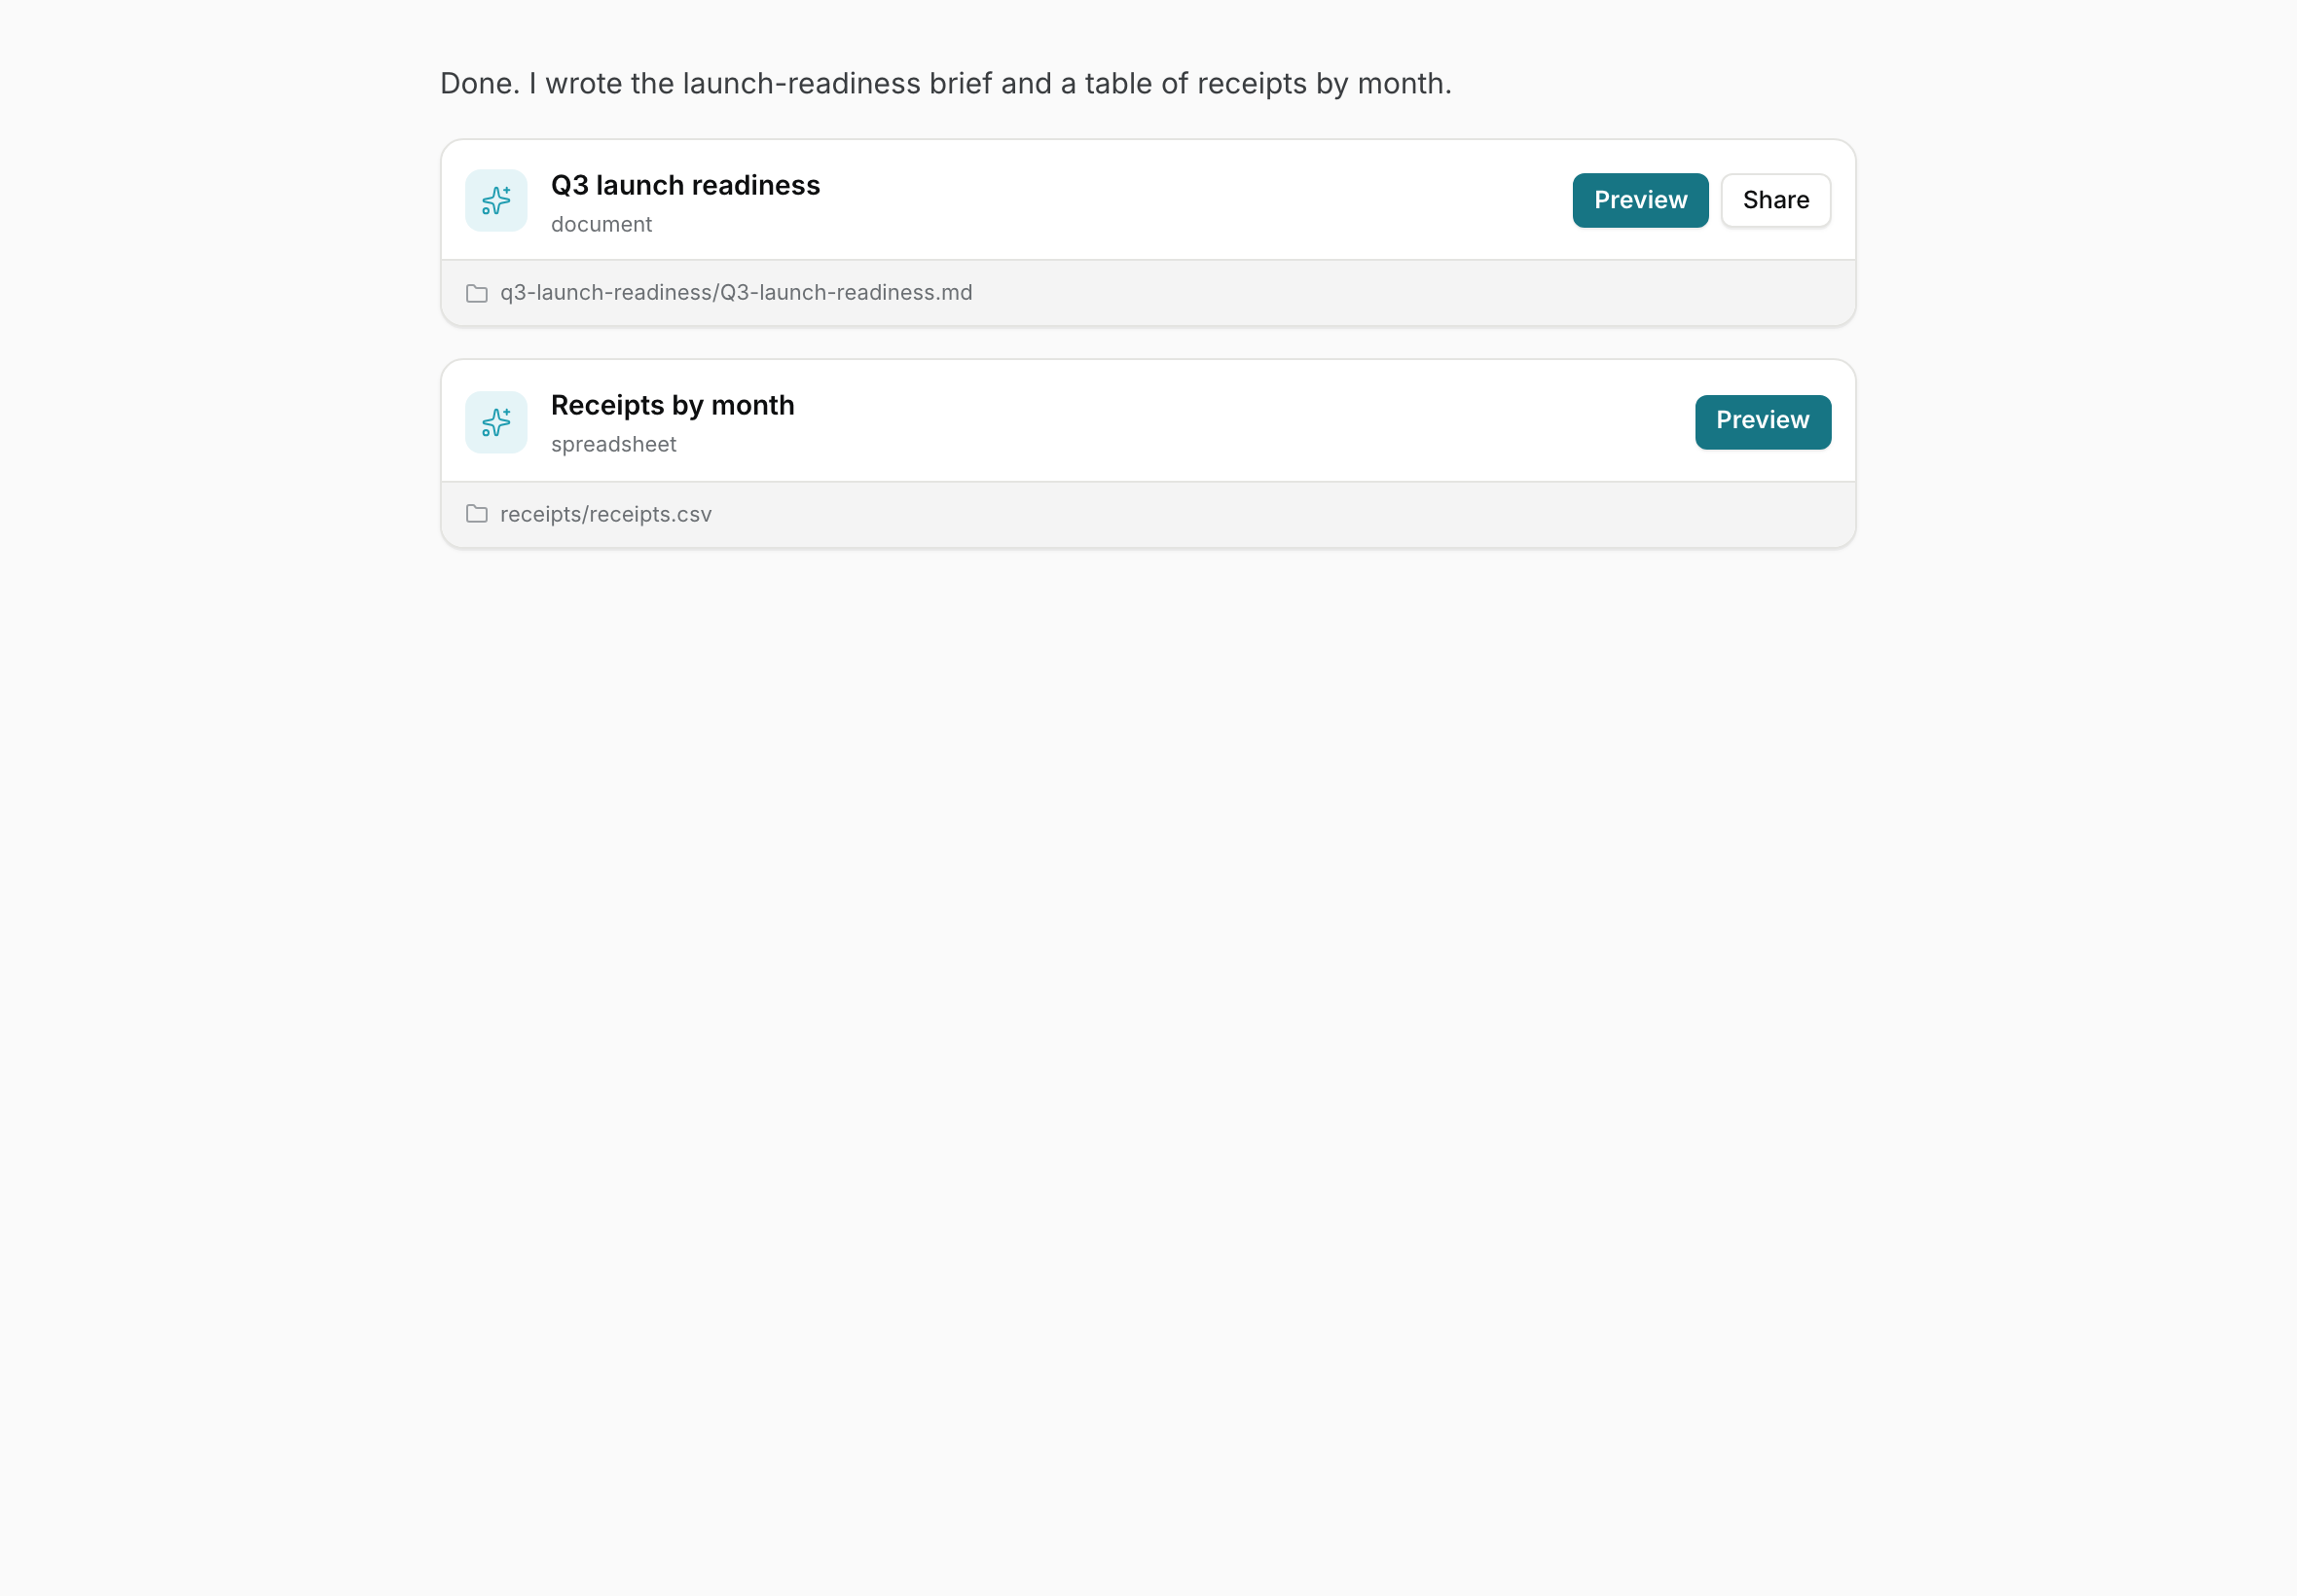 Done. I wrote the launch-readiness brief and a table of receipts by month.
Q3 launch readiness
document
Preview
Share
q3-launch-readiness/Q3-launch-readiness.md
Receipts by month
spreadsheet
Preview
receipts/receipts.csv